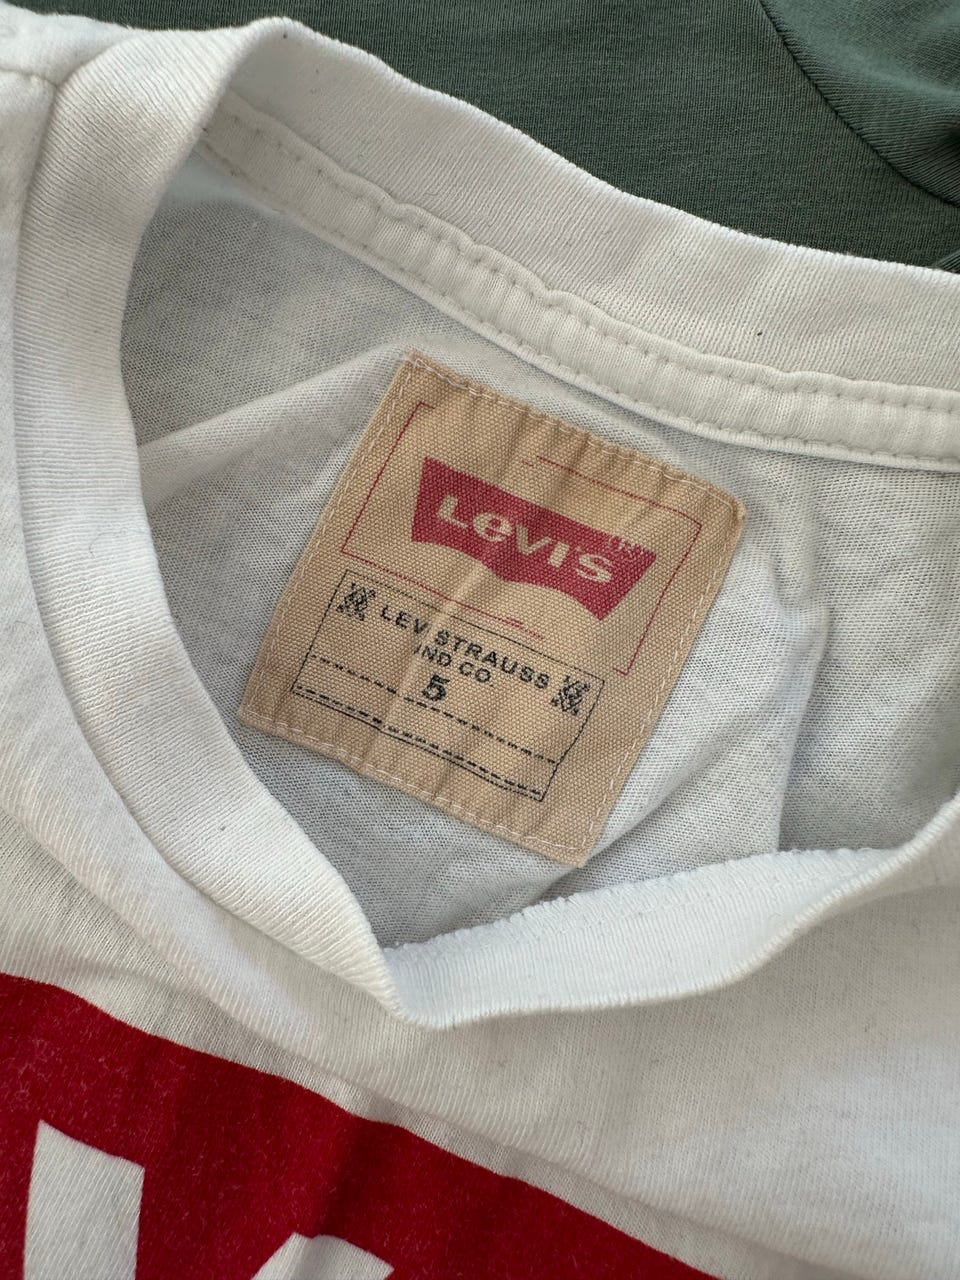 Levi's
LEVI STRAUSS
AND CO
5